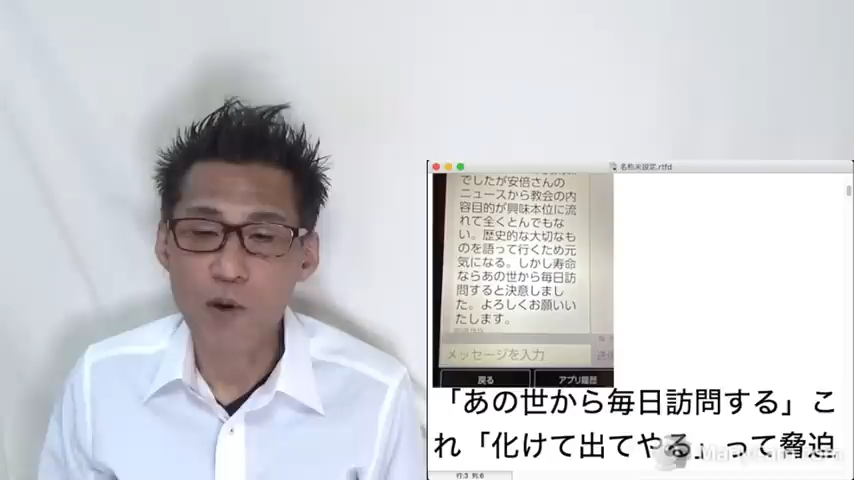 名称未設定.rtfd
でしたが安倍さんの
ニュースから教会の内
容目的が興味本位に流
れて全くとんでもな
い。歴史的な大切なも
のを語って行くため元
気になる。しかし寿命
ならあの世から毎日訪
問すると決意しまし
た。よろしくお願いい
たします。
メッセージを入力
戻る
アプリ履歴
「あの世から毎日訪問する」こ
れ「化けて出てやる」って脅迫
ManyCam.com
行:3 列:6